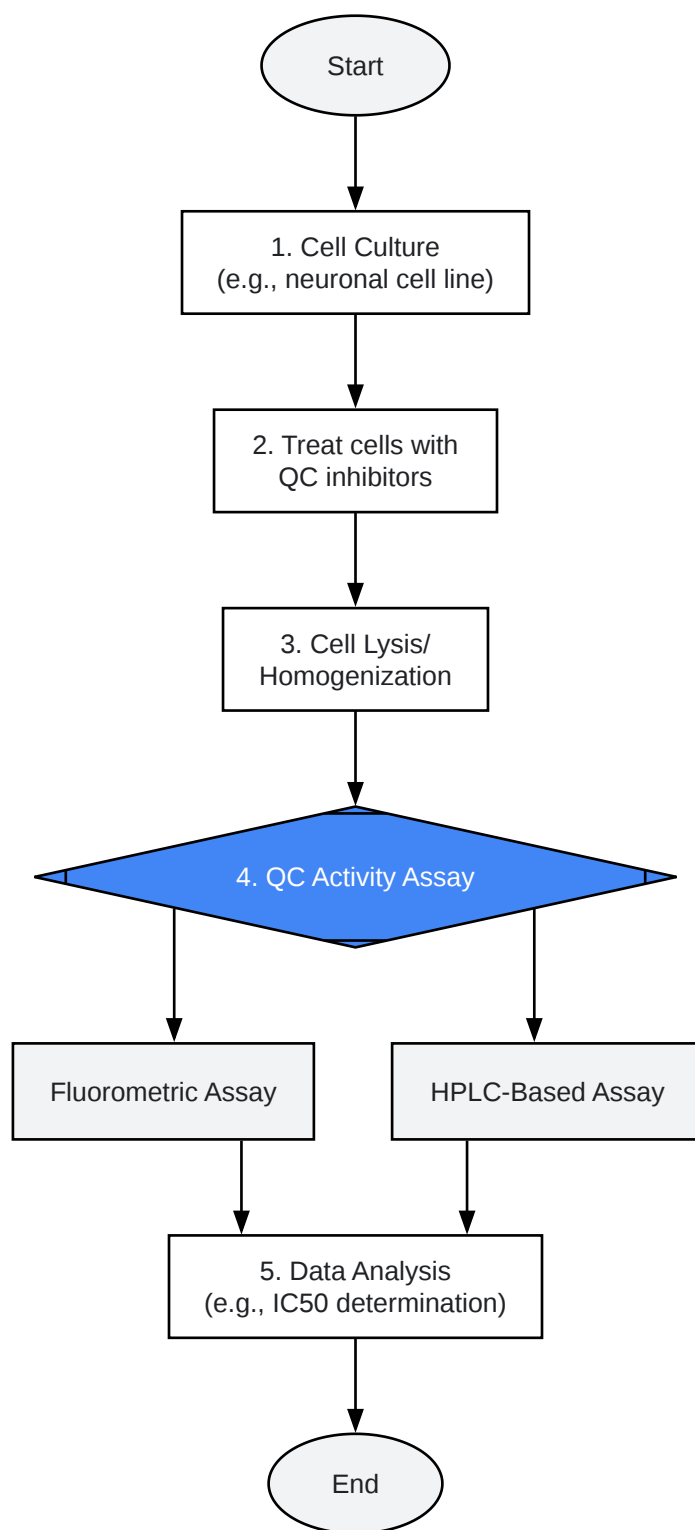 Start
1. Cell Culture
(e.g., neuronal cell line)
2. Treat cells with
QC inhibitors
3. Cell Lysis/
Homogenization
4. QC Activity Assay
Fluorometric Assay
HPLC-Based Assay
5. Data Analysis
(e.g., IC50 determination)
End